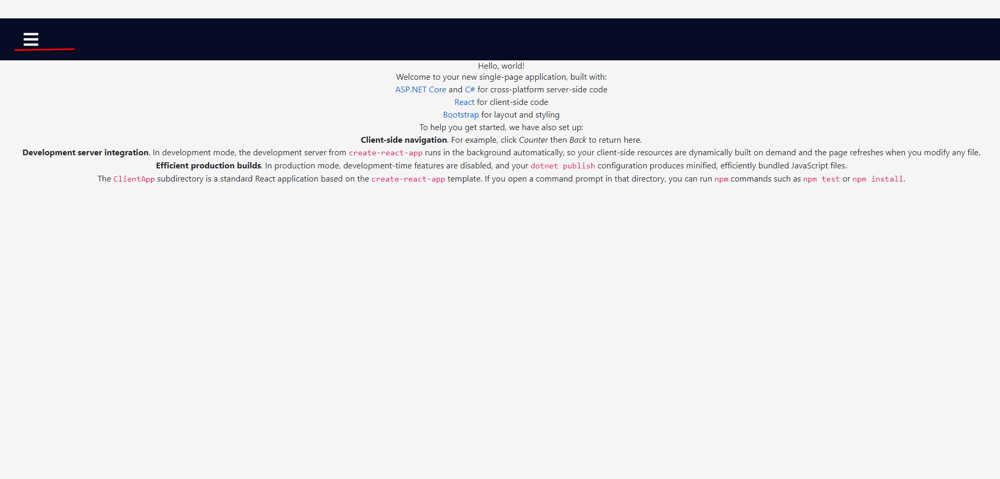 Hello, world!
Welcome to your new single-page application, built with:
ASP.NET Core and C# for cross-platform server-side code
React for client-side code
Bootstrap for layout and styling
To help you get started, we have also set up:
Client-side navigation. For example, click Counter then Back to return here.
Development server integration. In development mode, the development server from create-react-app runs in the background automatically, so your client-side resources are dynamically built on demand and the page refreshes when you modify any file.
Efficient production builds. In production mode, development-time features are disabled, and your dotnet publish configuration produces minified, efficiently bundled JavaScript files.
The ClientApp subdirectory is a standard React application based on the create-react-app template. If you open a command prompt in that directory, you can run npm commands such as npm test or npm install.